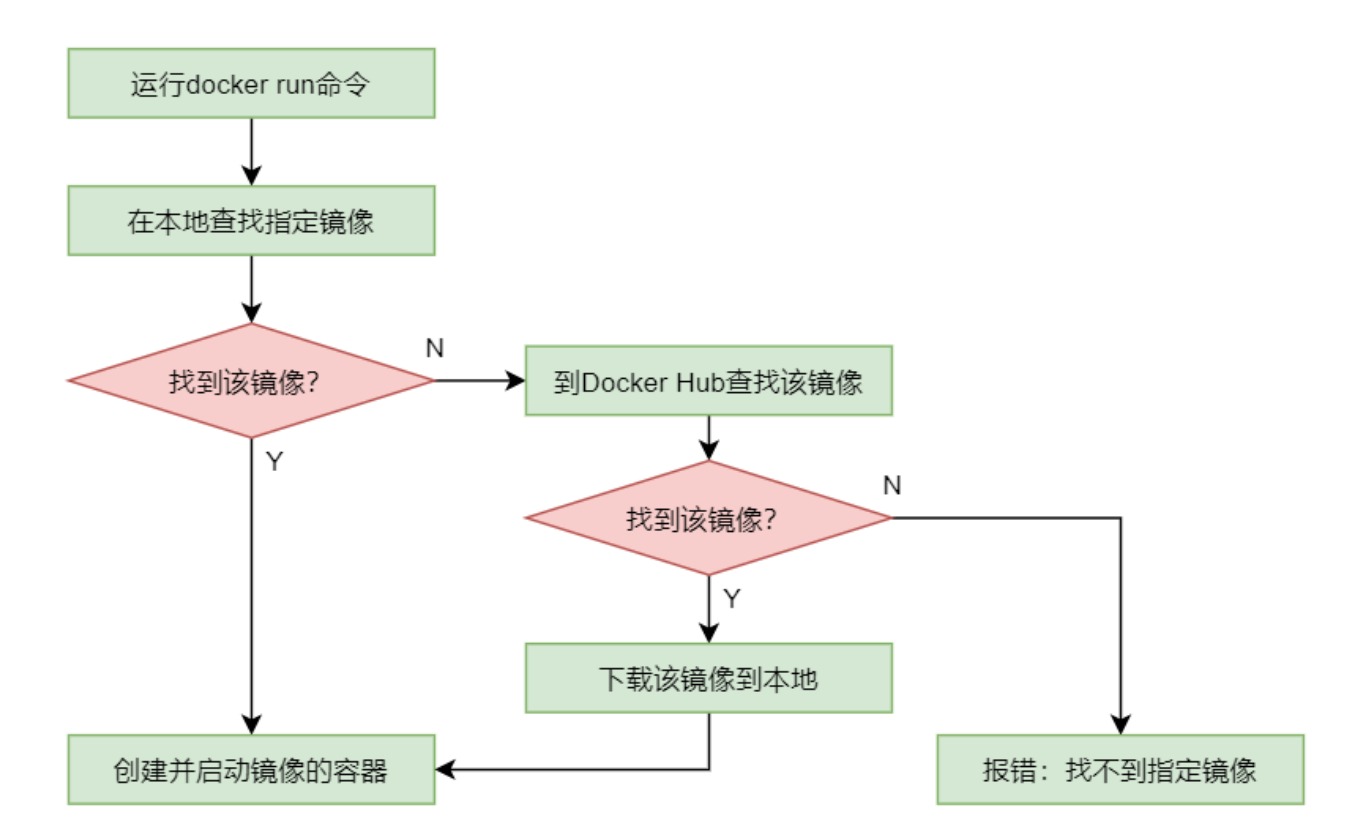 运行docker run命令
在本地查找指定镜像
找到该镜像?
N
到Docker Hub查找该镜像
Y
找到该镜像?
N
Y
下载该镜像到本地
创建并启动镜像的容器
报错：找不到指定镜像